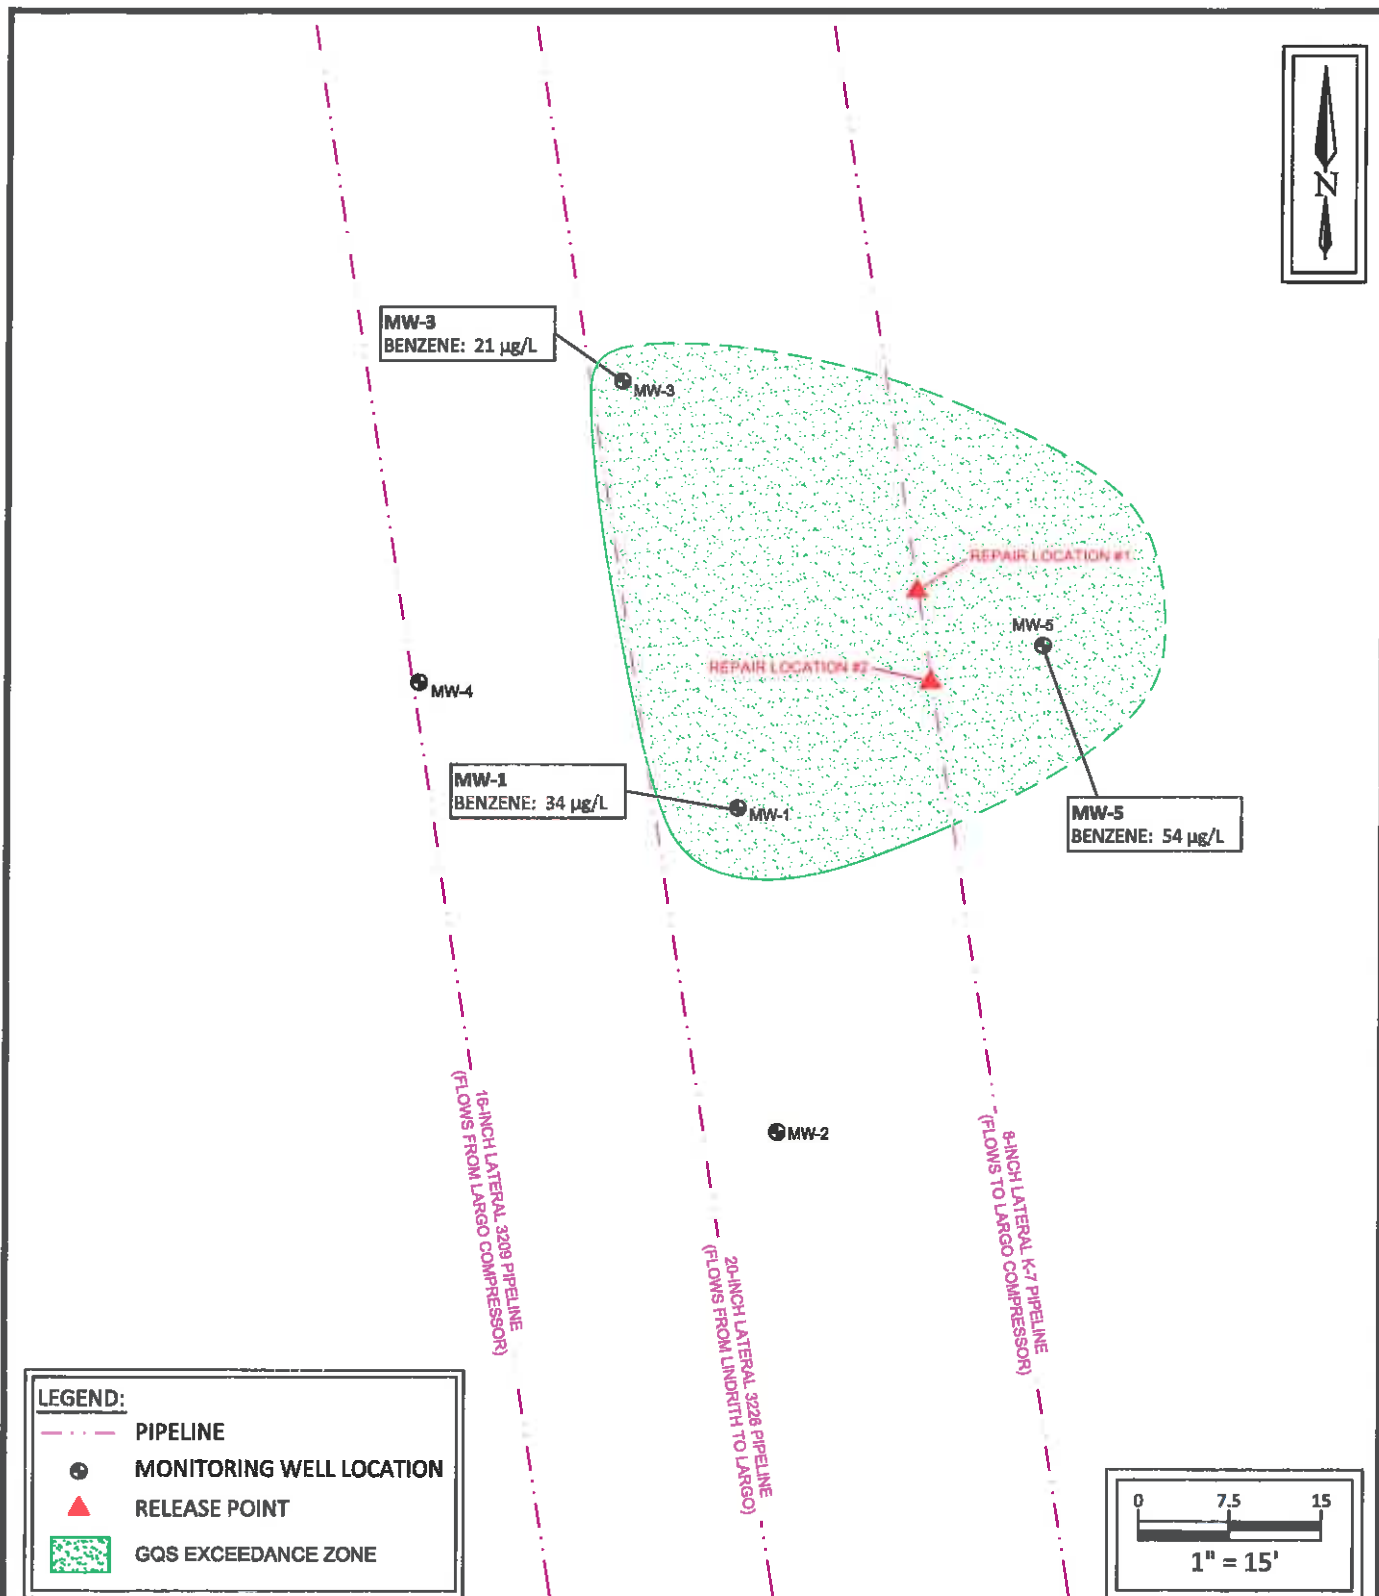 N
MW-3
BENZENE: 21 µg/L
MW-3
REPAIR LOCATION #1
MW-5
REPAIR LOCATION #2
MW-4
MW-1
BENZENE: 34 µg/L
MW-1
MW-5
BENZENE: 54 µg/L
16-INCH LATERAL 3209 PIPELINE
(FLOWS FROM LARGO COMPRESSOR)
MW-2
8-INCH LATERAL K-7 PIPELINE
(FLOWS TO LARGO COMPRESSOR)
20-INCH LATERAL 3226 PIPELINE
(FLOWS FROM LINDRITH TO LARGO)
LEGEND:
PIPELINE
MONITORING WELL LOCATION
RELEASE POINT
GQS EXCEEDANCE ZONE
0 7.5 15
1" = 15'